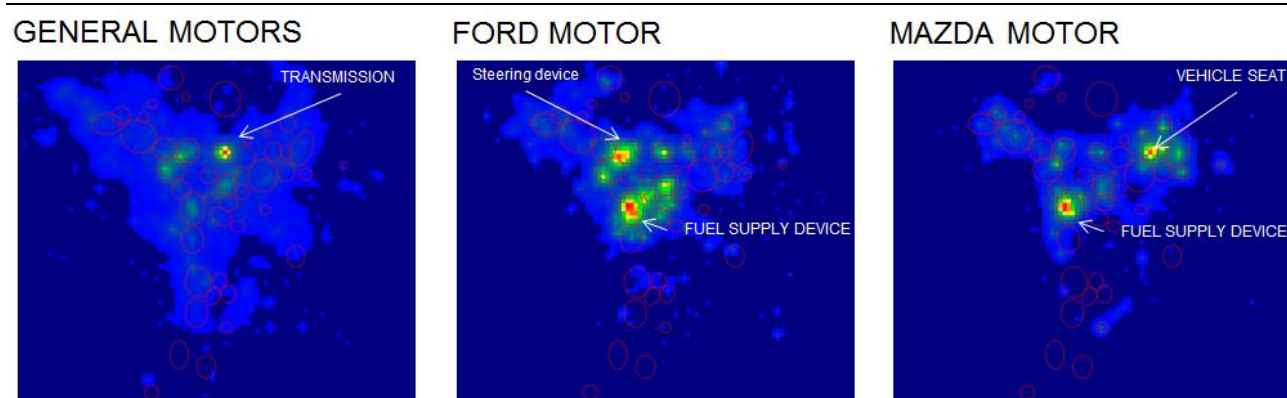 GENERAL MOTORS
FORD MOTOR
MAZDA MOTOR
TRANSMISSION
Steering device
VEHICLE SEAT
FUEL SUPPLY DEVICE
FUEL SUPPLY DEVICE